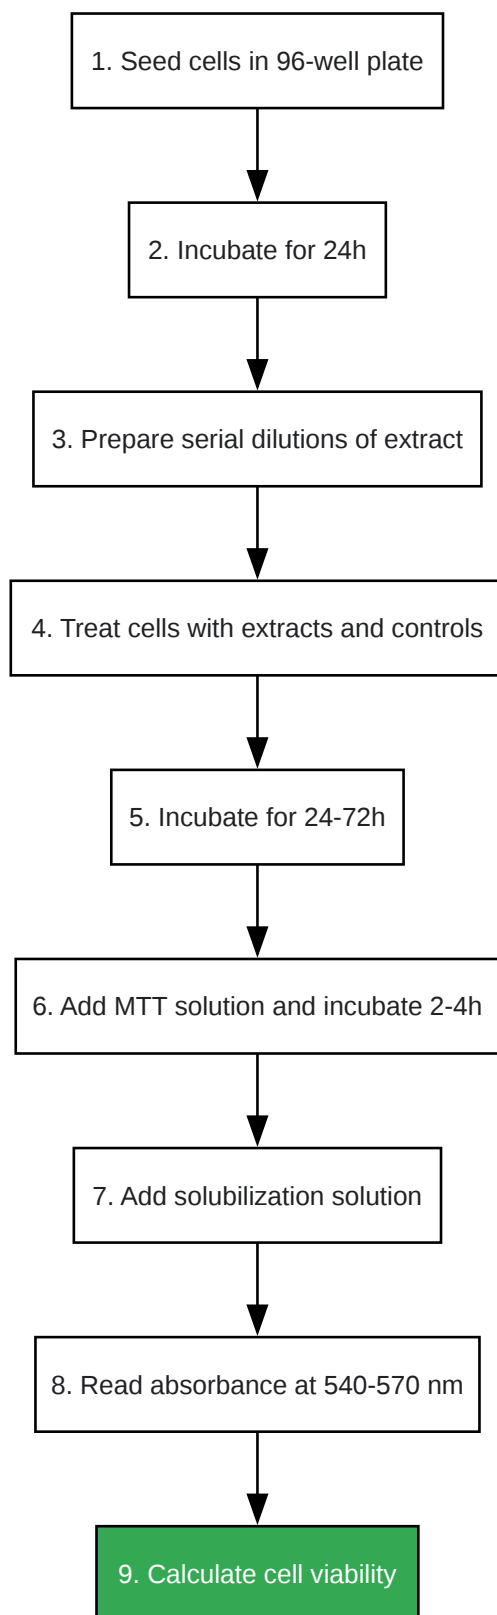 1. Seed cells in 96-well plate
2. Incubate for 24h
3. Prepare serial dilutions of extract
4. Treat cells with extracts and controls
5. Incubate for 24-72h
6. Add MTT solution and incubate 2-4h
7. Add solubilization solution
8. Read absorbance at 540-570 nm
9. Calculate cell viability